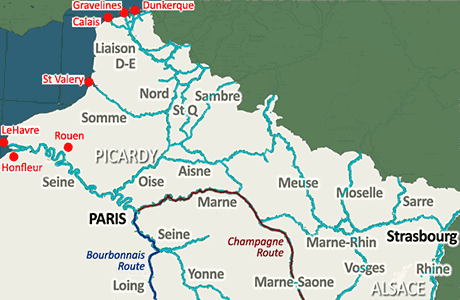 Gravelines
Dunkerque
Calais
Liaison
D-E
St Valery
Nord
Sambre
St Q
Somme
LeHavre
Rouen
PICARDY
Honfleur
Seine
Oise
Aisne
Meuse
Moselle
Sarre
Marne
PARIS
Seine
Champagne
Route
Marne-Rhin
Strasbourg
Bourbonnais
Route
Vosges
Rhine
Yonne
Loing
Marne-Saone
ALSACE